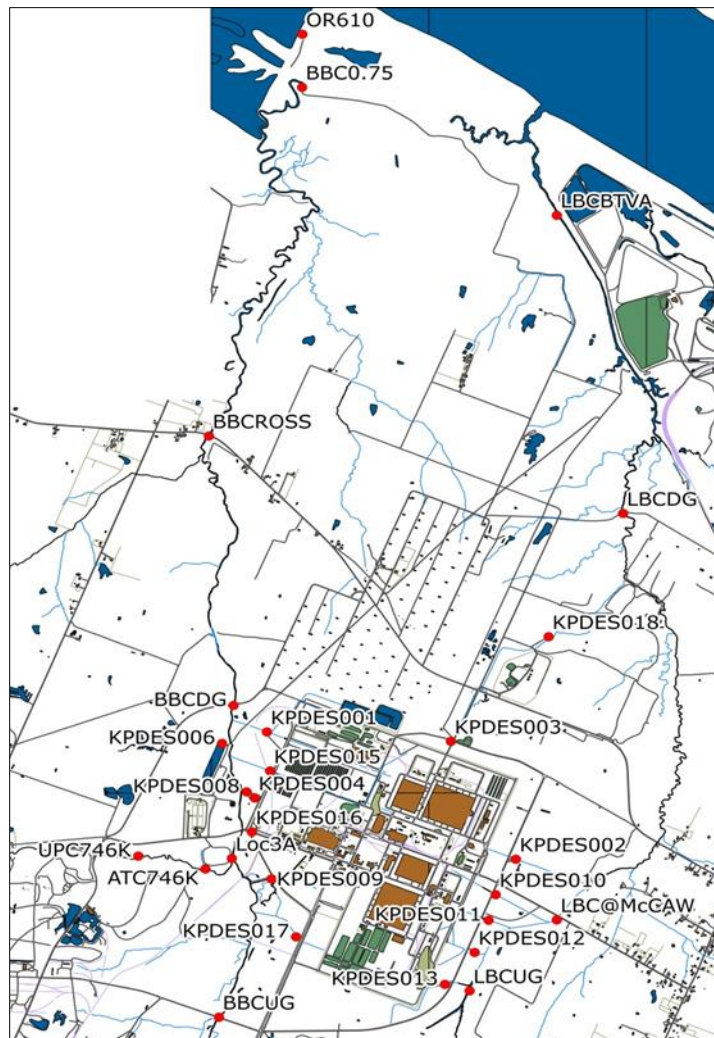 OR610
BBC0.75
LBCBTVA
BBCROSS
LBCDG
KPDES018
BBCDG
KPDES001
KPDES003
KPDES006
KPDES015
KPDES008
KPDES004
KPDES016
UPC746K
Loc3A
KPDES002
ATC746K
KPDES009
KPDES010
LBC@McCAW
KPDES011
KPDES017
KPDES012
KPDES013
LBCUG
BBCUG